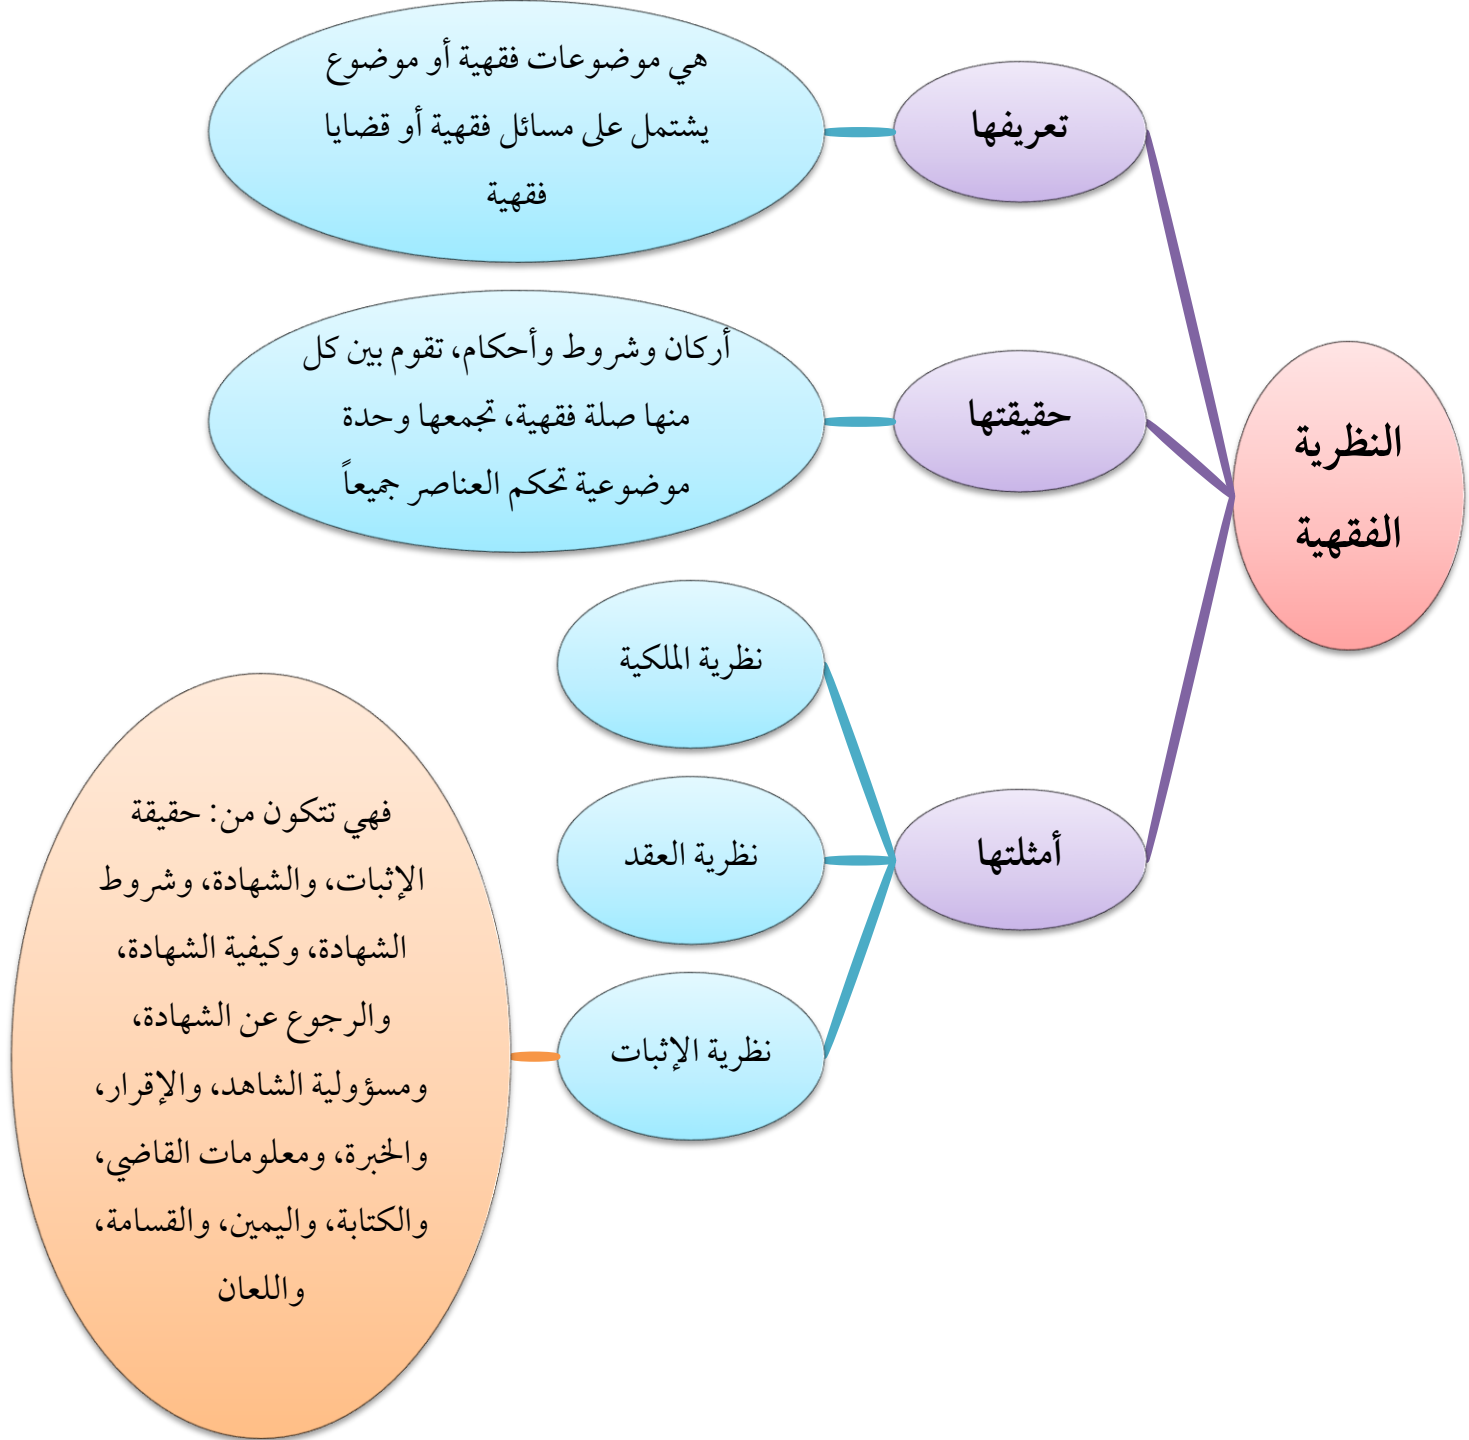 النظرية
الفقهية
تعريفها
هي موضوعات فقهية أو موضوع
يشتمل على مسائل فقهية أو قضايا
فقهية
حقيقتها
أركان وشروط وأحكام، تقوم بين كل
منها صلة فقهية، تجمعها وحدة
موضوعية تحكم العناصر جميعاً
أمثلتها
نظرية الملكية
نظرية العقد
نظرية الإثبات
فهي تتكون من: حقيقة
الإثبات، والشهادة، وشروط
الشهادة، وكيفية الشهادة،
والرجوع عن الشهادة،
ومسؤولية الشاهد، والإقرار،
والخبرة، ومعلومات القاضي،
والكتابة، واليمين، والقسامة،
واللعان